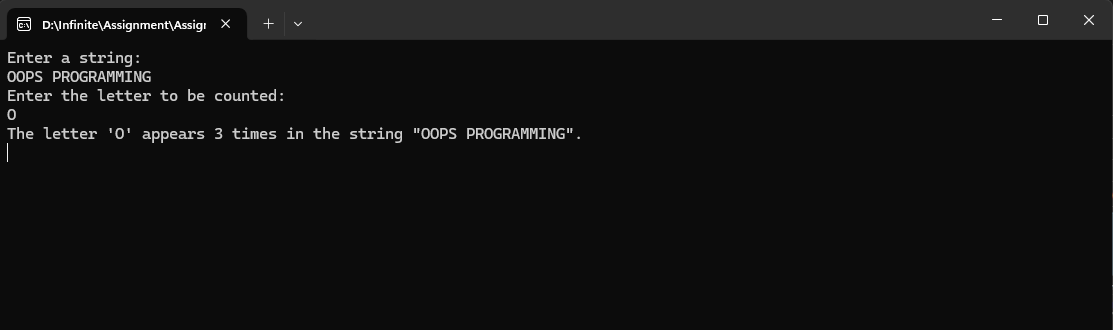 D:\Infinite\Assignment\Assigr
Enter a string:
OOPS PROGRAMMING
Enter the letter to be counted:
O
The letter 'O' appears 3 times in the string "OOPS PROGRAMMING".